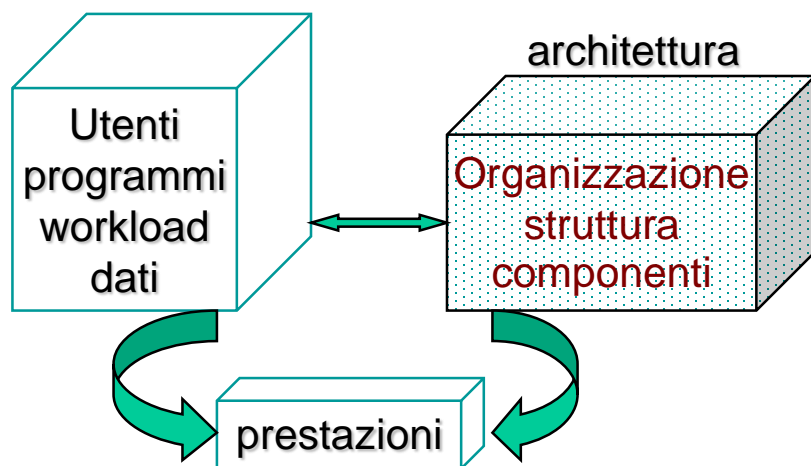 architettura
Utenti
programmi
workload
dati
Organizzazione
struttura
componenti
prestazioni